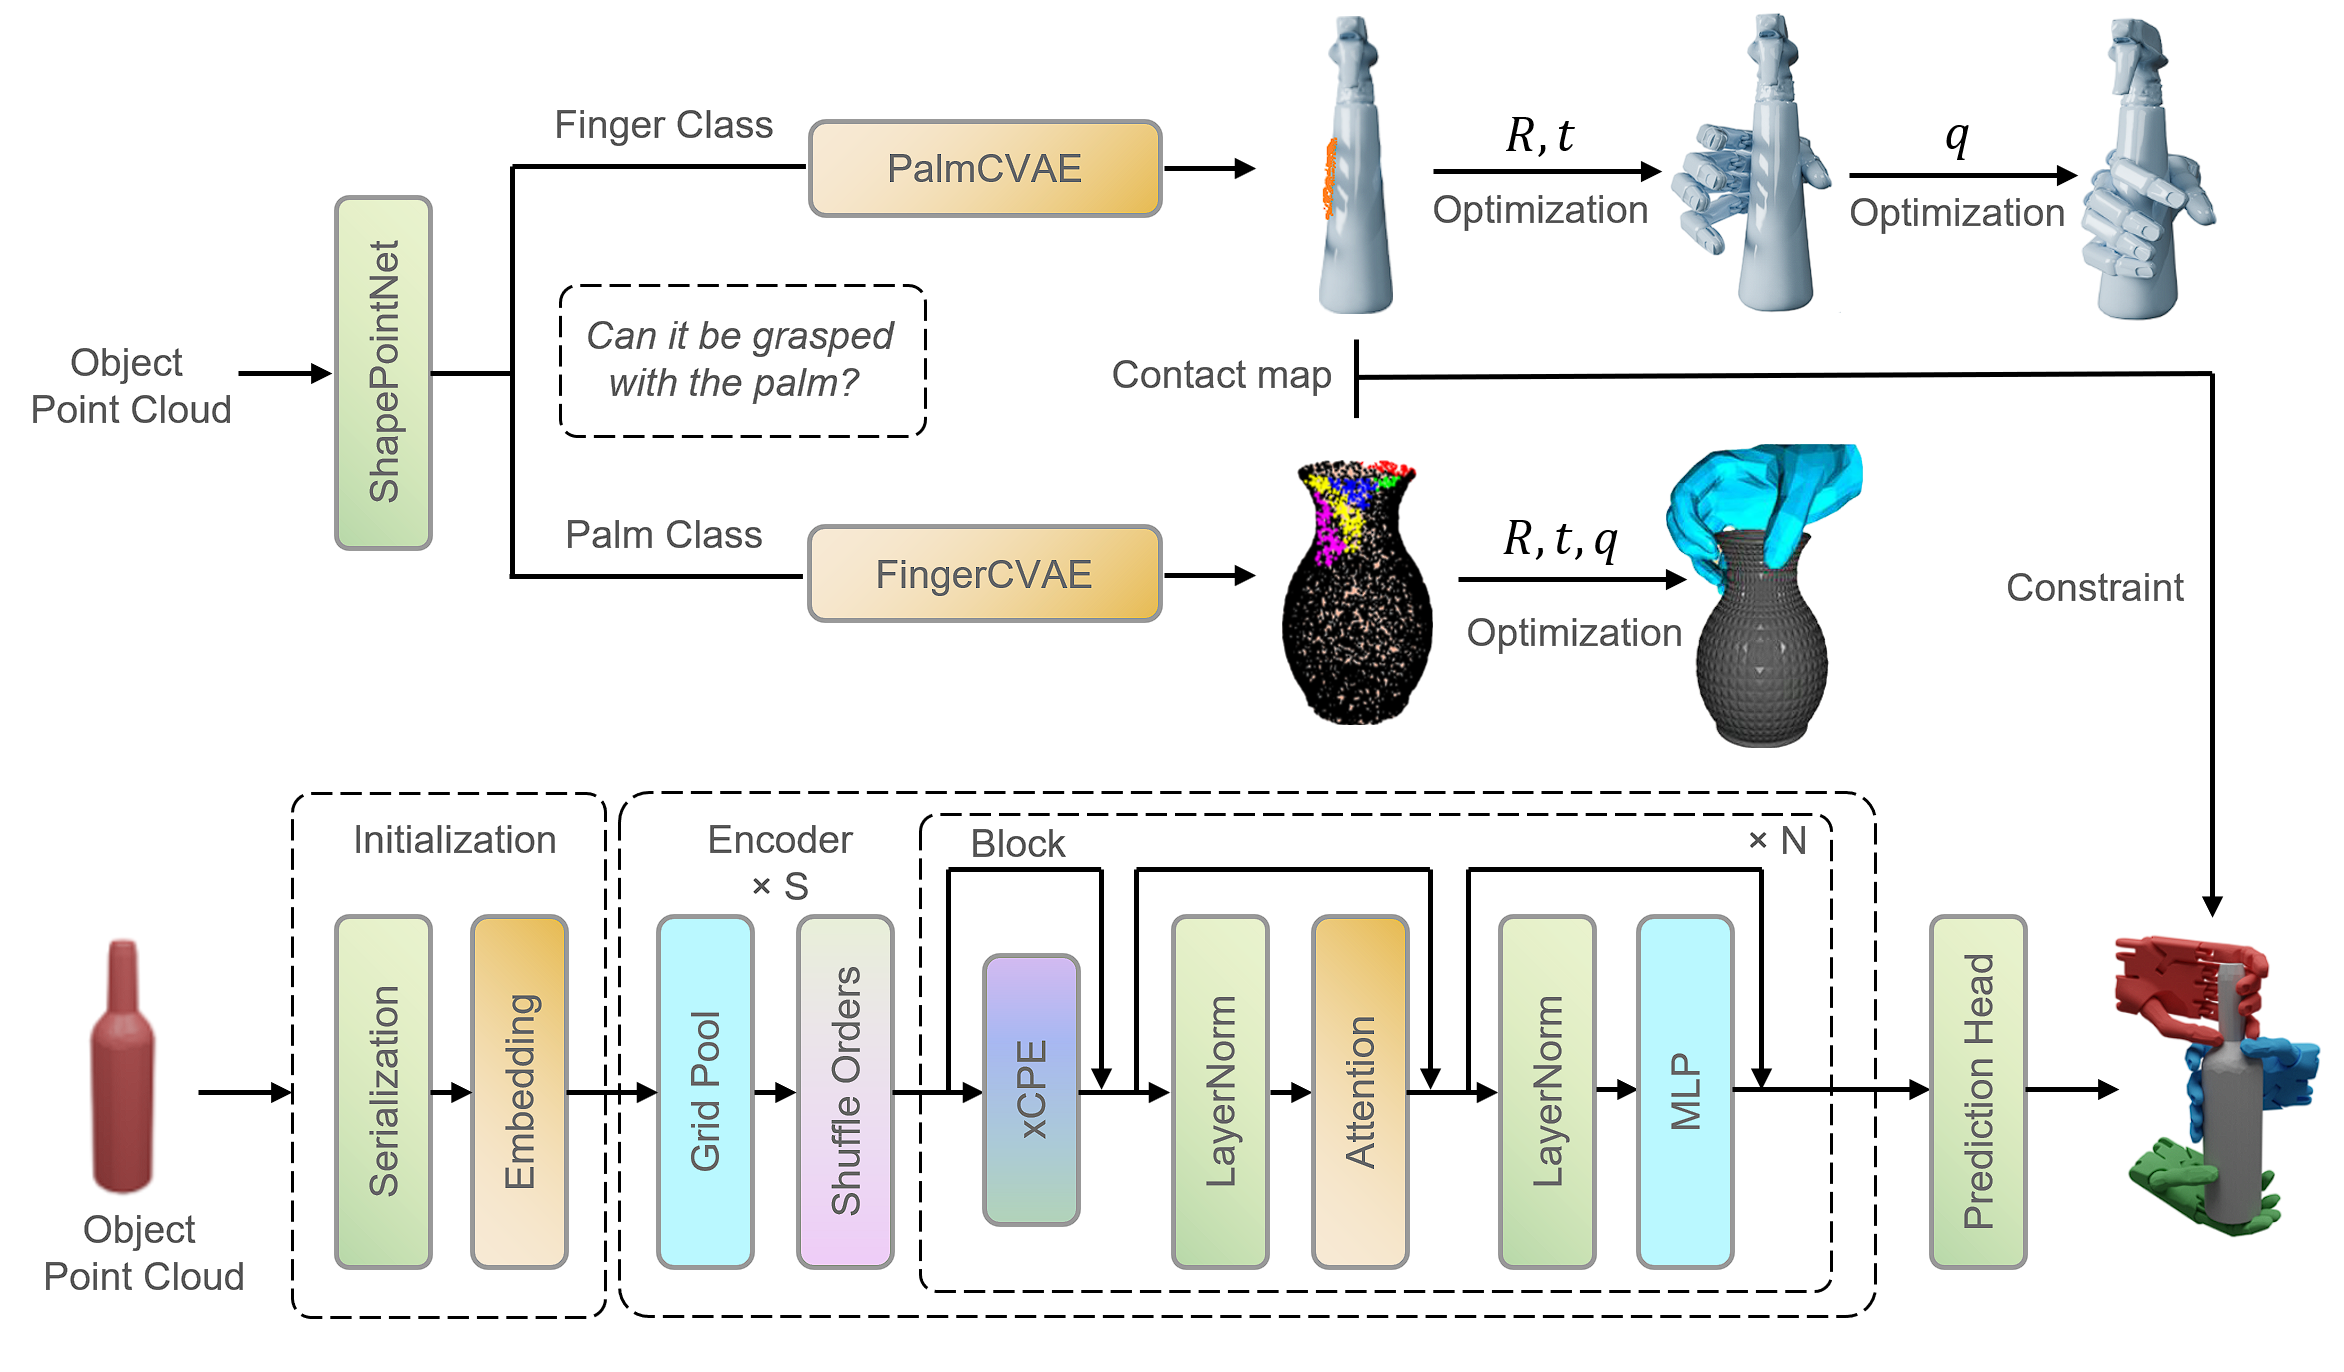 Finger Class
PalmCVAE
R, t
Optimization
q
Optimization
ShapePointNet
Can it be grasped
with the palm?
Object
Point Cloud
Contact map
Palm Class
FingerCVAE
R, t, q
Optimization
Constraint
Initialization
Encoder
× S
Block
× N
Serialization
Embedding
Grid Pool
Shuffle Orders
xCPE
LayerNorm
Attention
LayerNorm
MLP
Prediction Head
Object
Point Cloud